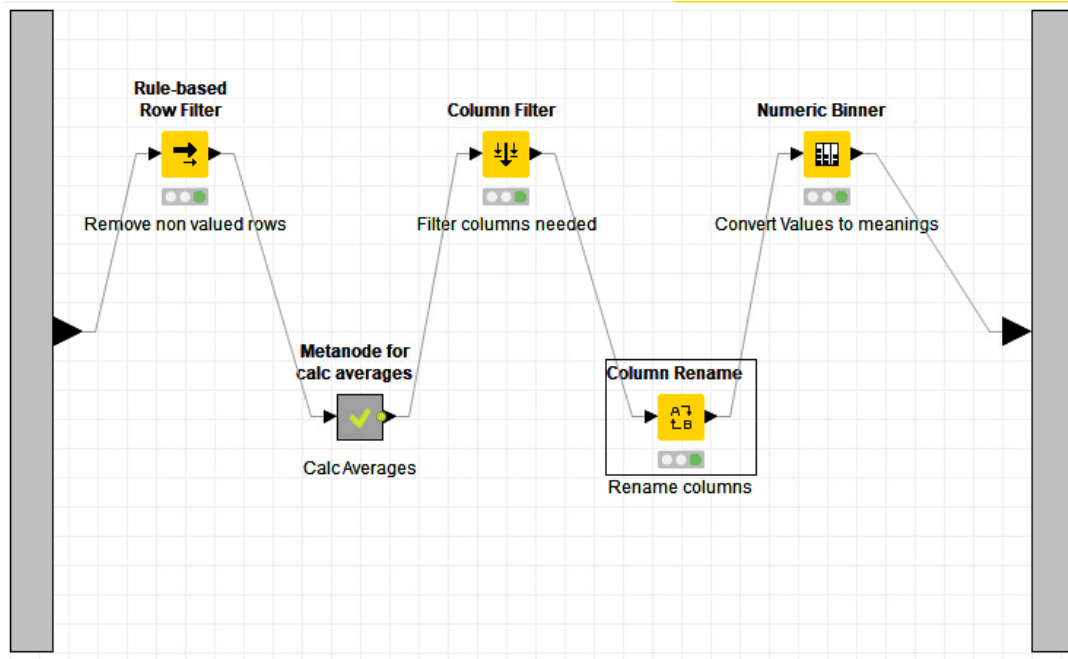 Rule-based
Row Filter
Remove non valued rows
Metanode for
calc averages
Calc Averages
Column Filter
Filter columns needed
Column Rename
A
B
Rename columns
Numeric Binner
Convert Values to meanings